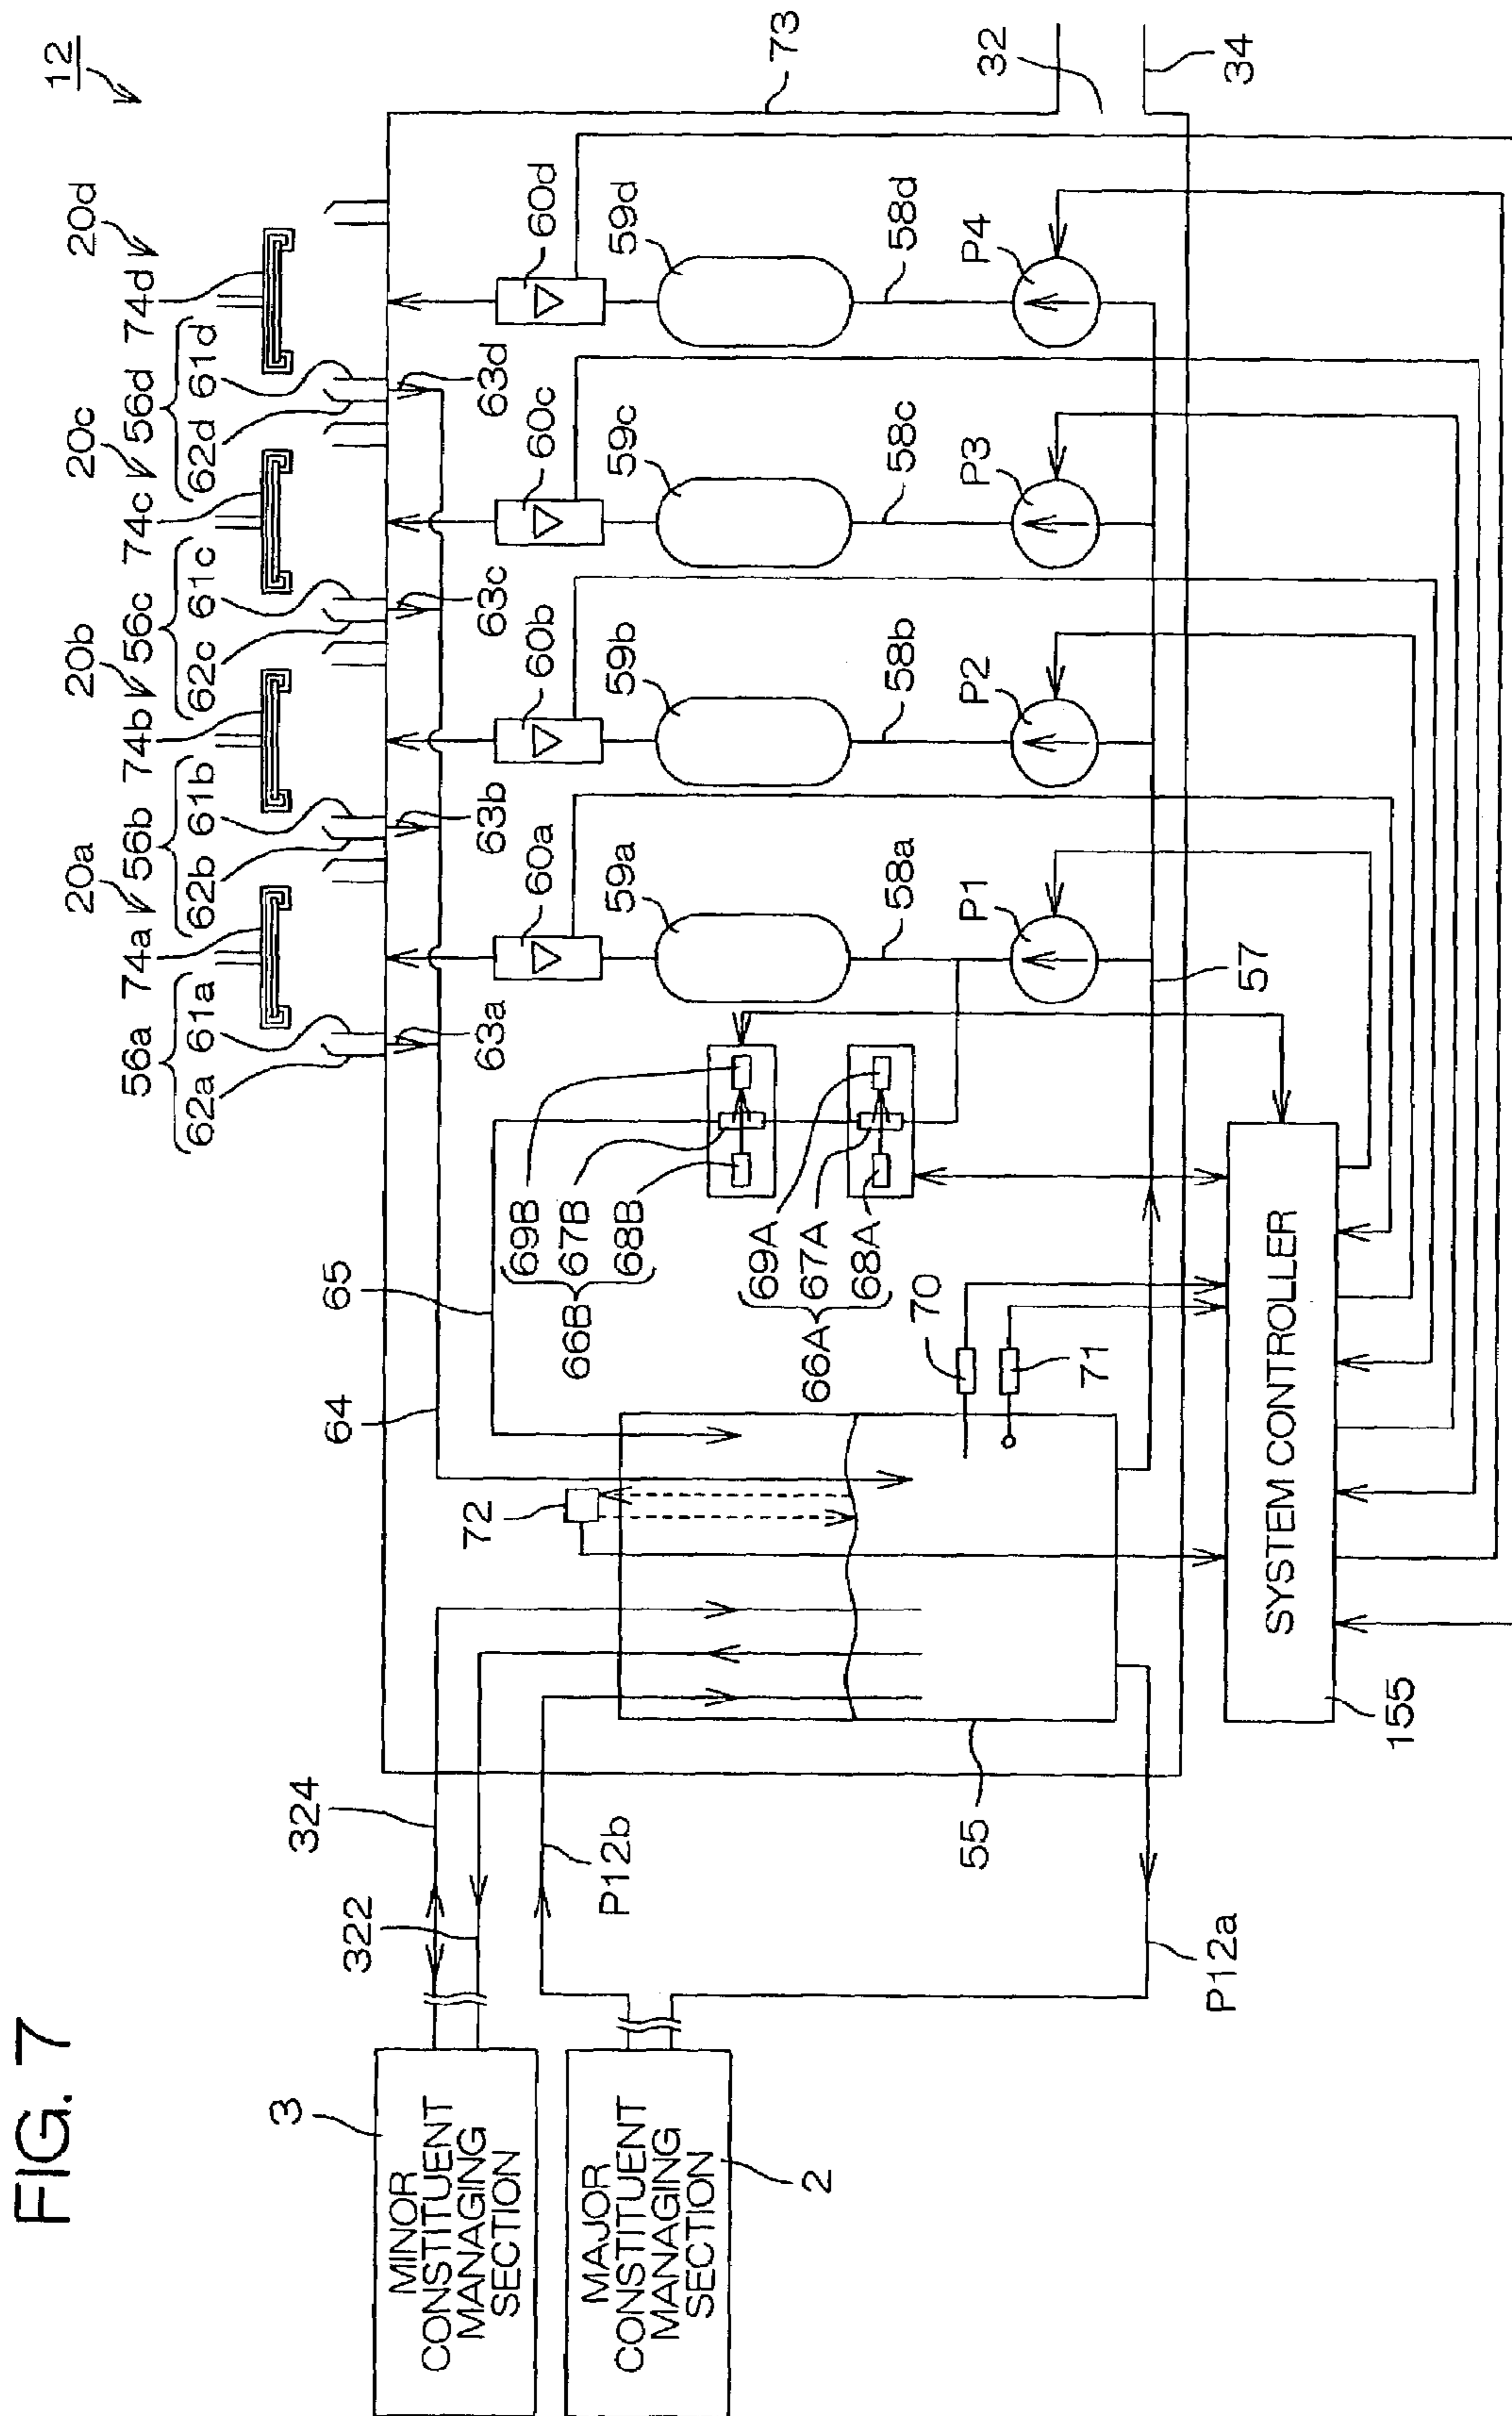 FIG. 7
12
20a
20b
20c
20d
56a
74a
56b
74b
56c
74c
56d
74d
62a
61a
62b
61b
62c
61c
62d
61d
63a
63b
63c
63d
73
32
34
60a
60b
60c
60d
59a
59b
59c
59d
58a
58b
58c
58d
P1
P2
P3
P4
57
64
65
69B
67B
68B
66B
69A
67A
68A
66A
70
71
72
324
322
P12b
P12a
55
3
MINOR
CONSTITUENT
MANAGING
SECTION
MAJOR
CONSTITUENT
MANAGING
SECTION
2
SYSTEM CONTROLLER
155